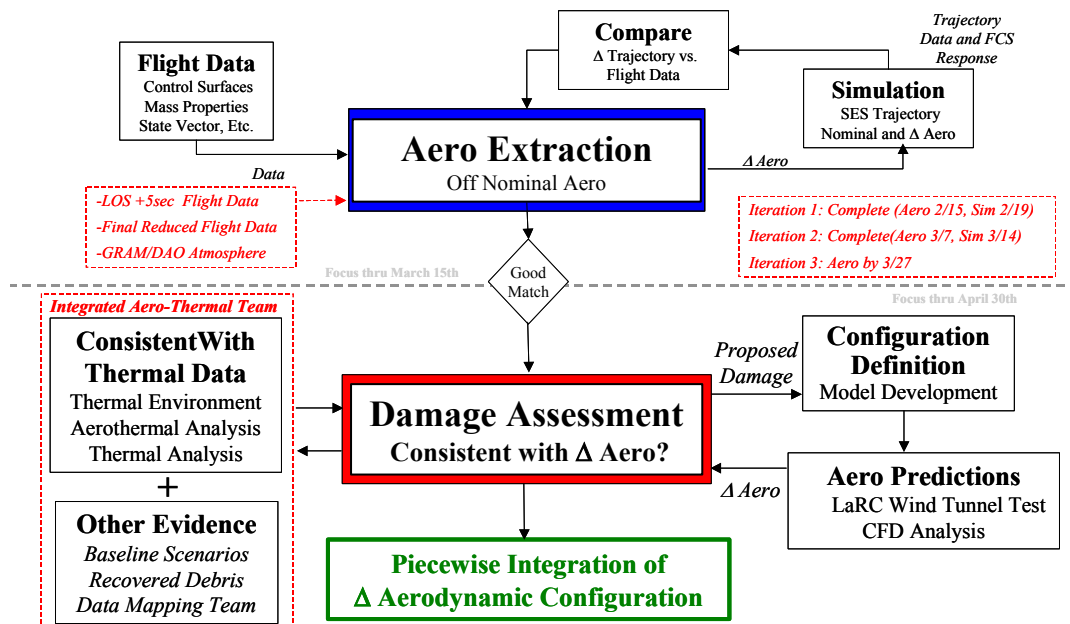 Compare
Δ Trajectory vs.
Flight Data
Trajectory
Data and FCS
Response
Flight Data
Control Surfaces
Mass Properties
State Vector, Etc.
Simulation
SES Trajectory
Nominal and Δ Aero
Aero Extraction
Off Nominal Aero
Δ Aero
Data
-LOS +5sec Flight Data
-Final Reduced Flight Data
-GRAM/DAO Atmosphere
Iteration 1: Complete (Aero 2/15, Sim 2/19)
Iteration 2: Complete(Aero 3/7, Sim 3/14)
Iteration 3: Aero by 3/27
Focus thru March 15th
Good
Match
Focus thru April 30th
Integrated Aero-Thermal Team
ConsistentWith
Thermal Data
Thermal Environment
Aerothermal Analysis
Thermal Analysis
+
Other Evidence
Baseline Scenarios
Recovered Debris
Data Mapping Team
Damage Assessment
Consistent with Δ Aero?
Proposed
Damage
Configuration
Definition
Model Development
Δ Aero
Aero Predictions
LaRC Wind Tunnel Test
CFD Analysis
Piecewise Integration of
Δ Aerodynamic Configuration